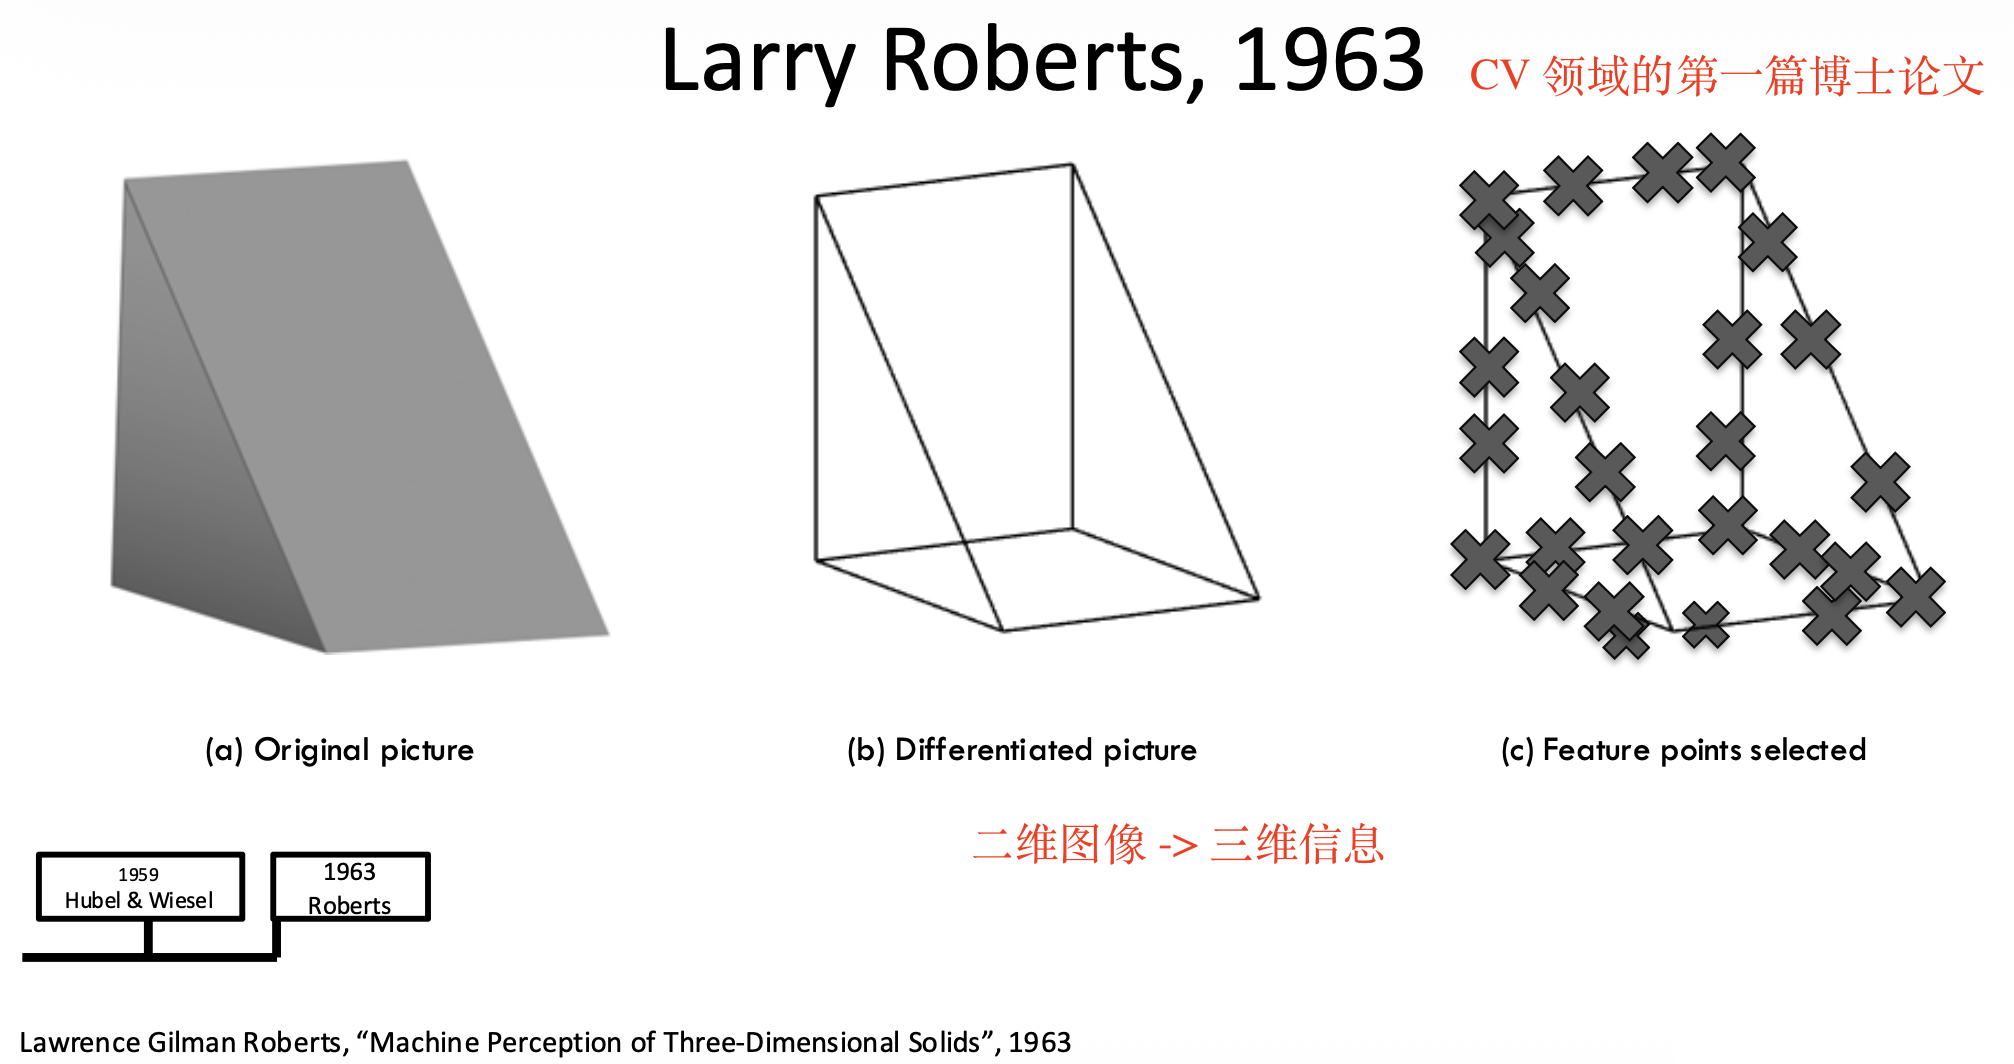 Larry Roberts, 1963
CV 领域的第一篇博士论文
(a) Original picture
(b) Differentiated picture
(c) Feature points selected
二维图像 -> 三维信息
1959
Hubel & Wiesel
1963
Roberts
Lawrence Gilman Roberts, “Machine Perception of Three-Dimensional Solids”, 1963